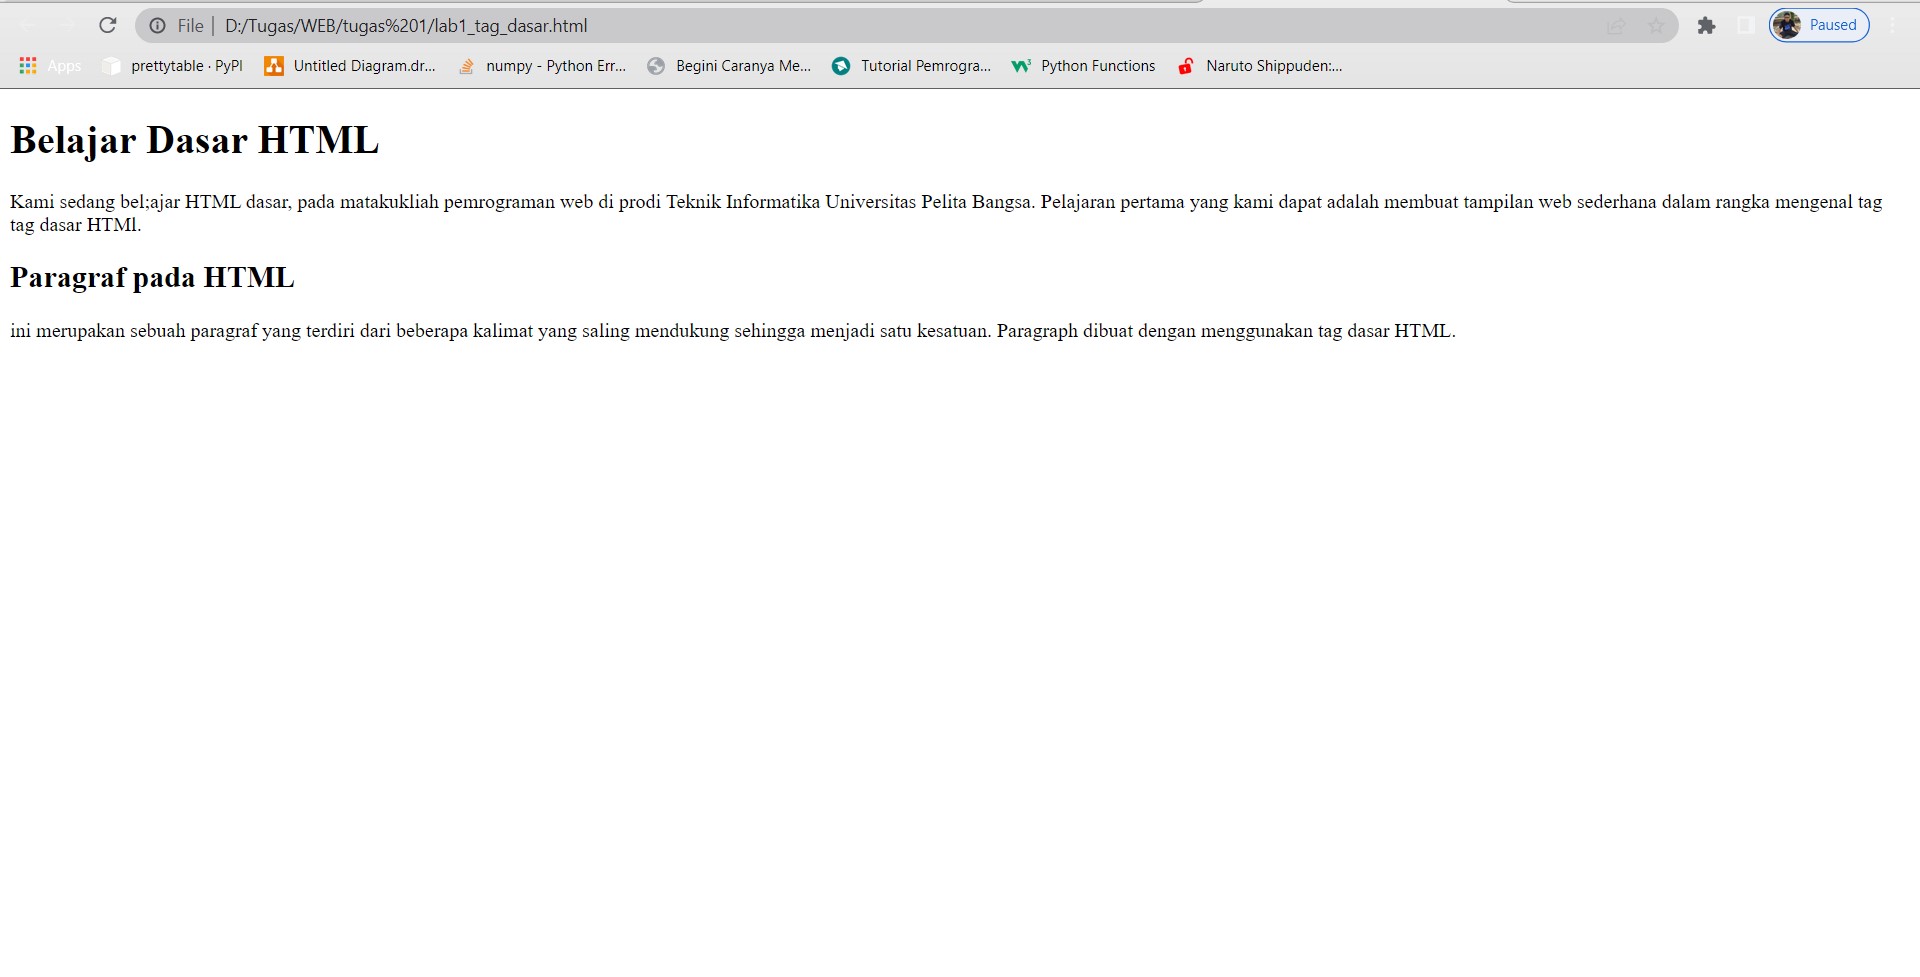 File | D:/Tugas/WEB/tugas%201/lab1_tag_dasar.html Paused
Apps prettytable · PyPI Untitled Diagram.dr... numpy - Python Err... Begini Caranya Me... Tutorial Pemrogra... Python Functions Naruto Shippuden:...
Belajar Dasar HTML
Kami sedang bel;ajar HTML dasar, pada matakukliah pemrograman web di prodi Teknik Informatika Universitas Pelita Bangsa. Pelajaran pertama yang kami dapat adalah membuat tampilan web sederhana dalam rangka mengenal tag
tag dasar HTMl.
Paragraf pada HTML
ini merupakan sebuah paragraf yang terdiri dari beberapa kalimat yang saling mendukung sehingga menjadi satu kesatuan. Paragraph dibuat dengan menggunakan tag dasar HTML.